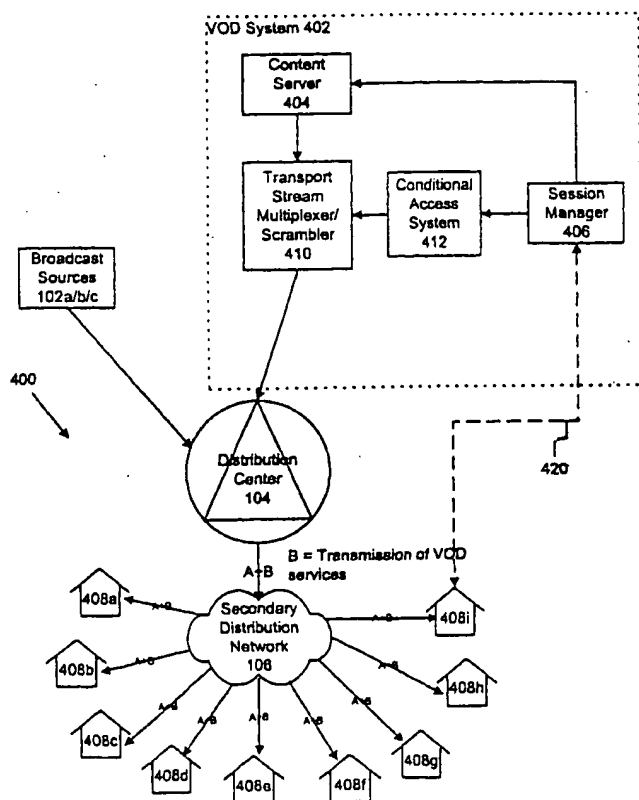 VOD System 402
Content
Server
404
Transport
Stream
Multiplexer/
Scrambler
410
Conditional
Access
System
412
Session
Manager
406
Broadcast
Sources
102a/b/c
400
420
Distribution
Center
104
A+B
B = Transmission of VOD
services
Secondary
Distribution
Network
106
408a
A+B
408b
A+B
408c
A+B
408d
A+B
408e
A+B
408f
A+B
408g
A+B
408h
A+B
408i
A+B